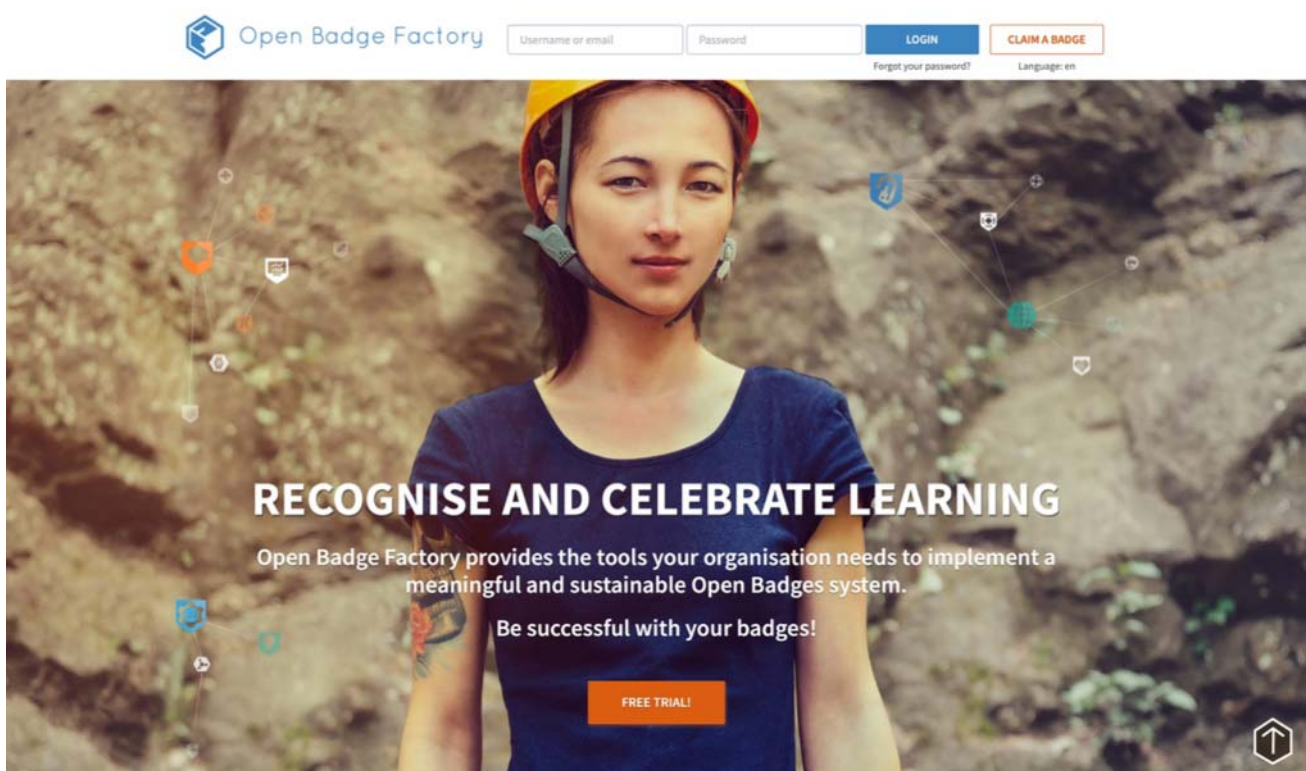 Open Badge Factory
Username or email
Password
LOGIN
CLAIM A BADGE
Forgot your password?
Language: en
RECOGNISE AND CELEBRATE LEARNING
Open Badge Factory provides the tools your organisation needs to implement a
meaningful and sustainable Open Badges system.
Be successful with your badges!
FREE TRIAL!